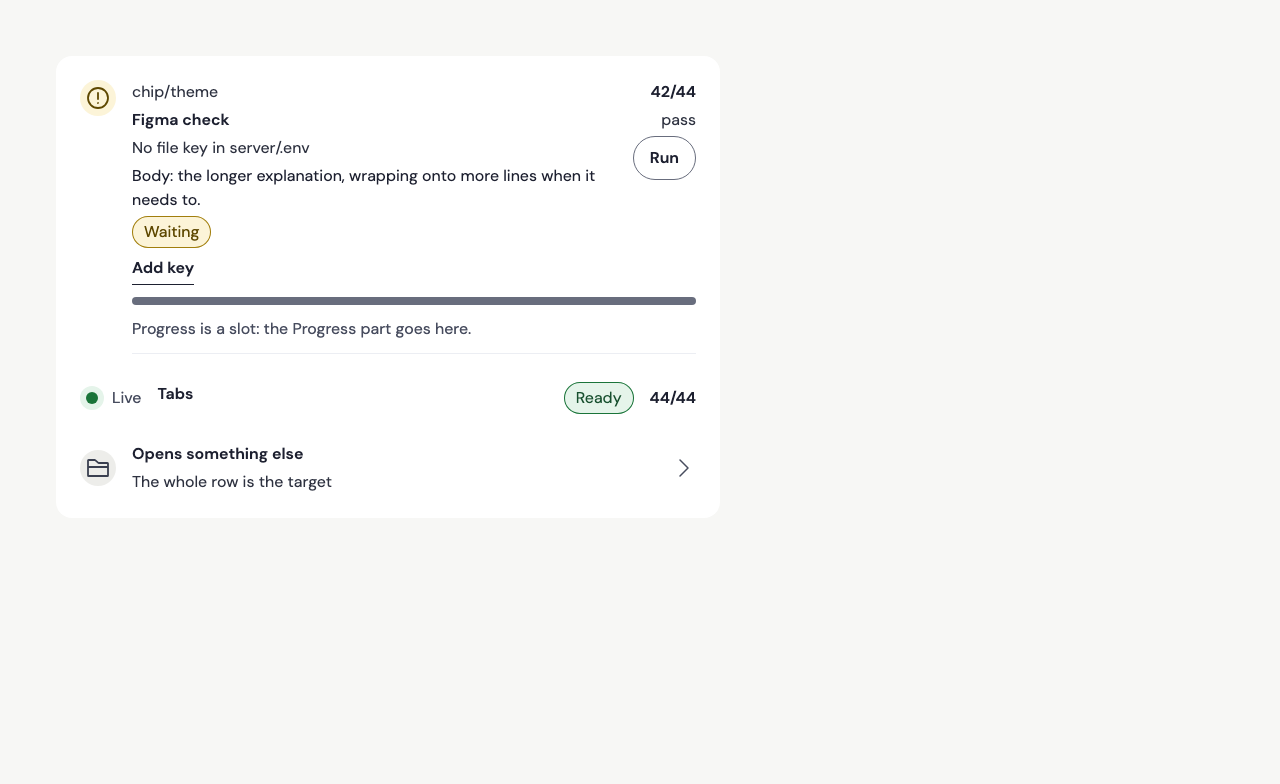 chip/theme
42/44
Figma check
pass
No file key in server/.env
Run
Body: the longer explanation, wrapping onto more lines when it
needs to.
Waiting
Add key
Progress is a slot: the Progress part goes here.
Live
Tabs
Ready
44/44
Opens something else
The whole row is the target